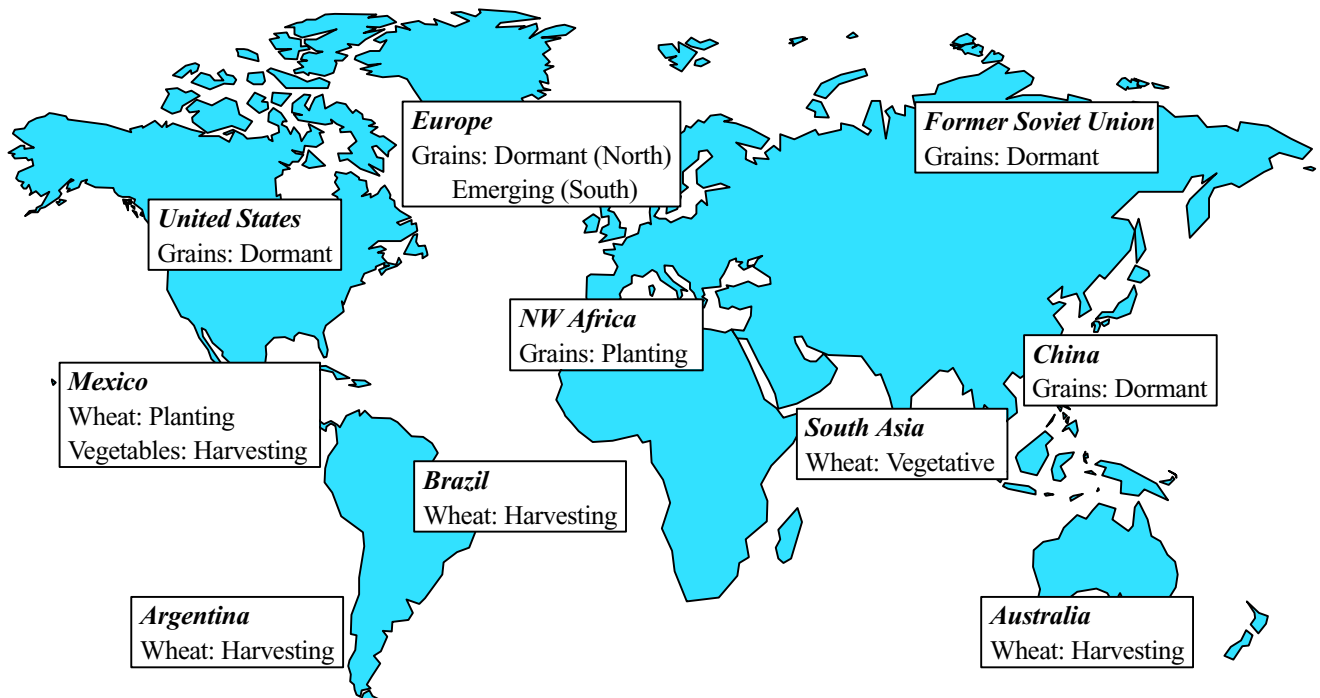 Europe
Grains: Dormant (North)
Emerging (South)
Former Soviet Union
Grains: Dormant
United States
Grains: Dormant
NW Africa
Grains: Planting
China
Grains: Dormant
Mexico
Wheat: Planting
Vegetables: Harvesting
South Asia
Wheat: Vegetative
Brazil
Wheat: Harvesting
Argentina
Wheat: Harvesting
Australia
Wheat: Harvesting